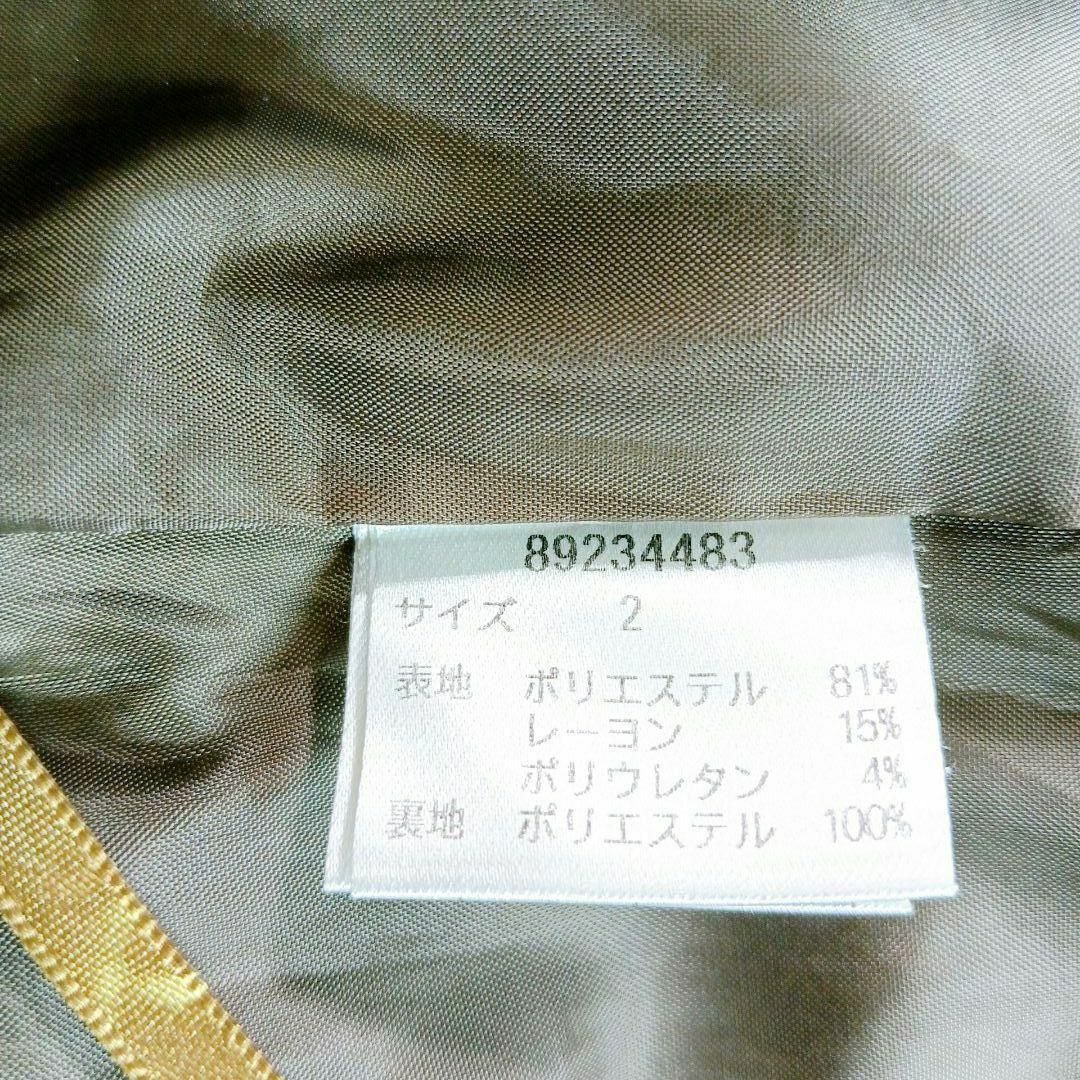 89234483
サイズ 2
表地 ポリエステル 81%
レーヨン 15%
ポリウレタン 4%
裏地 ポリエステル 100%